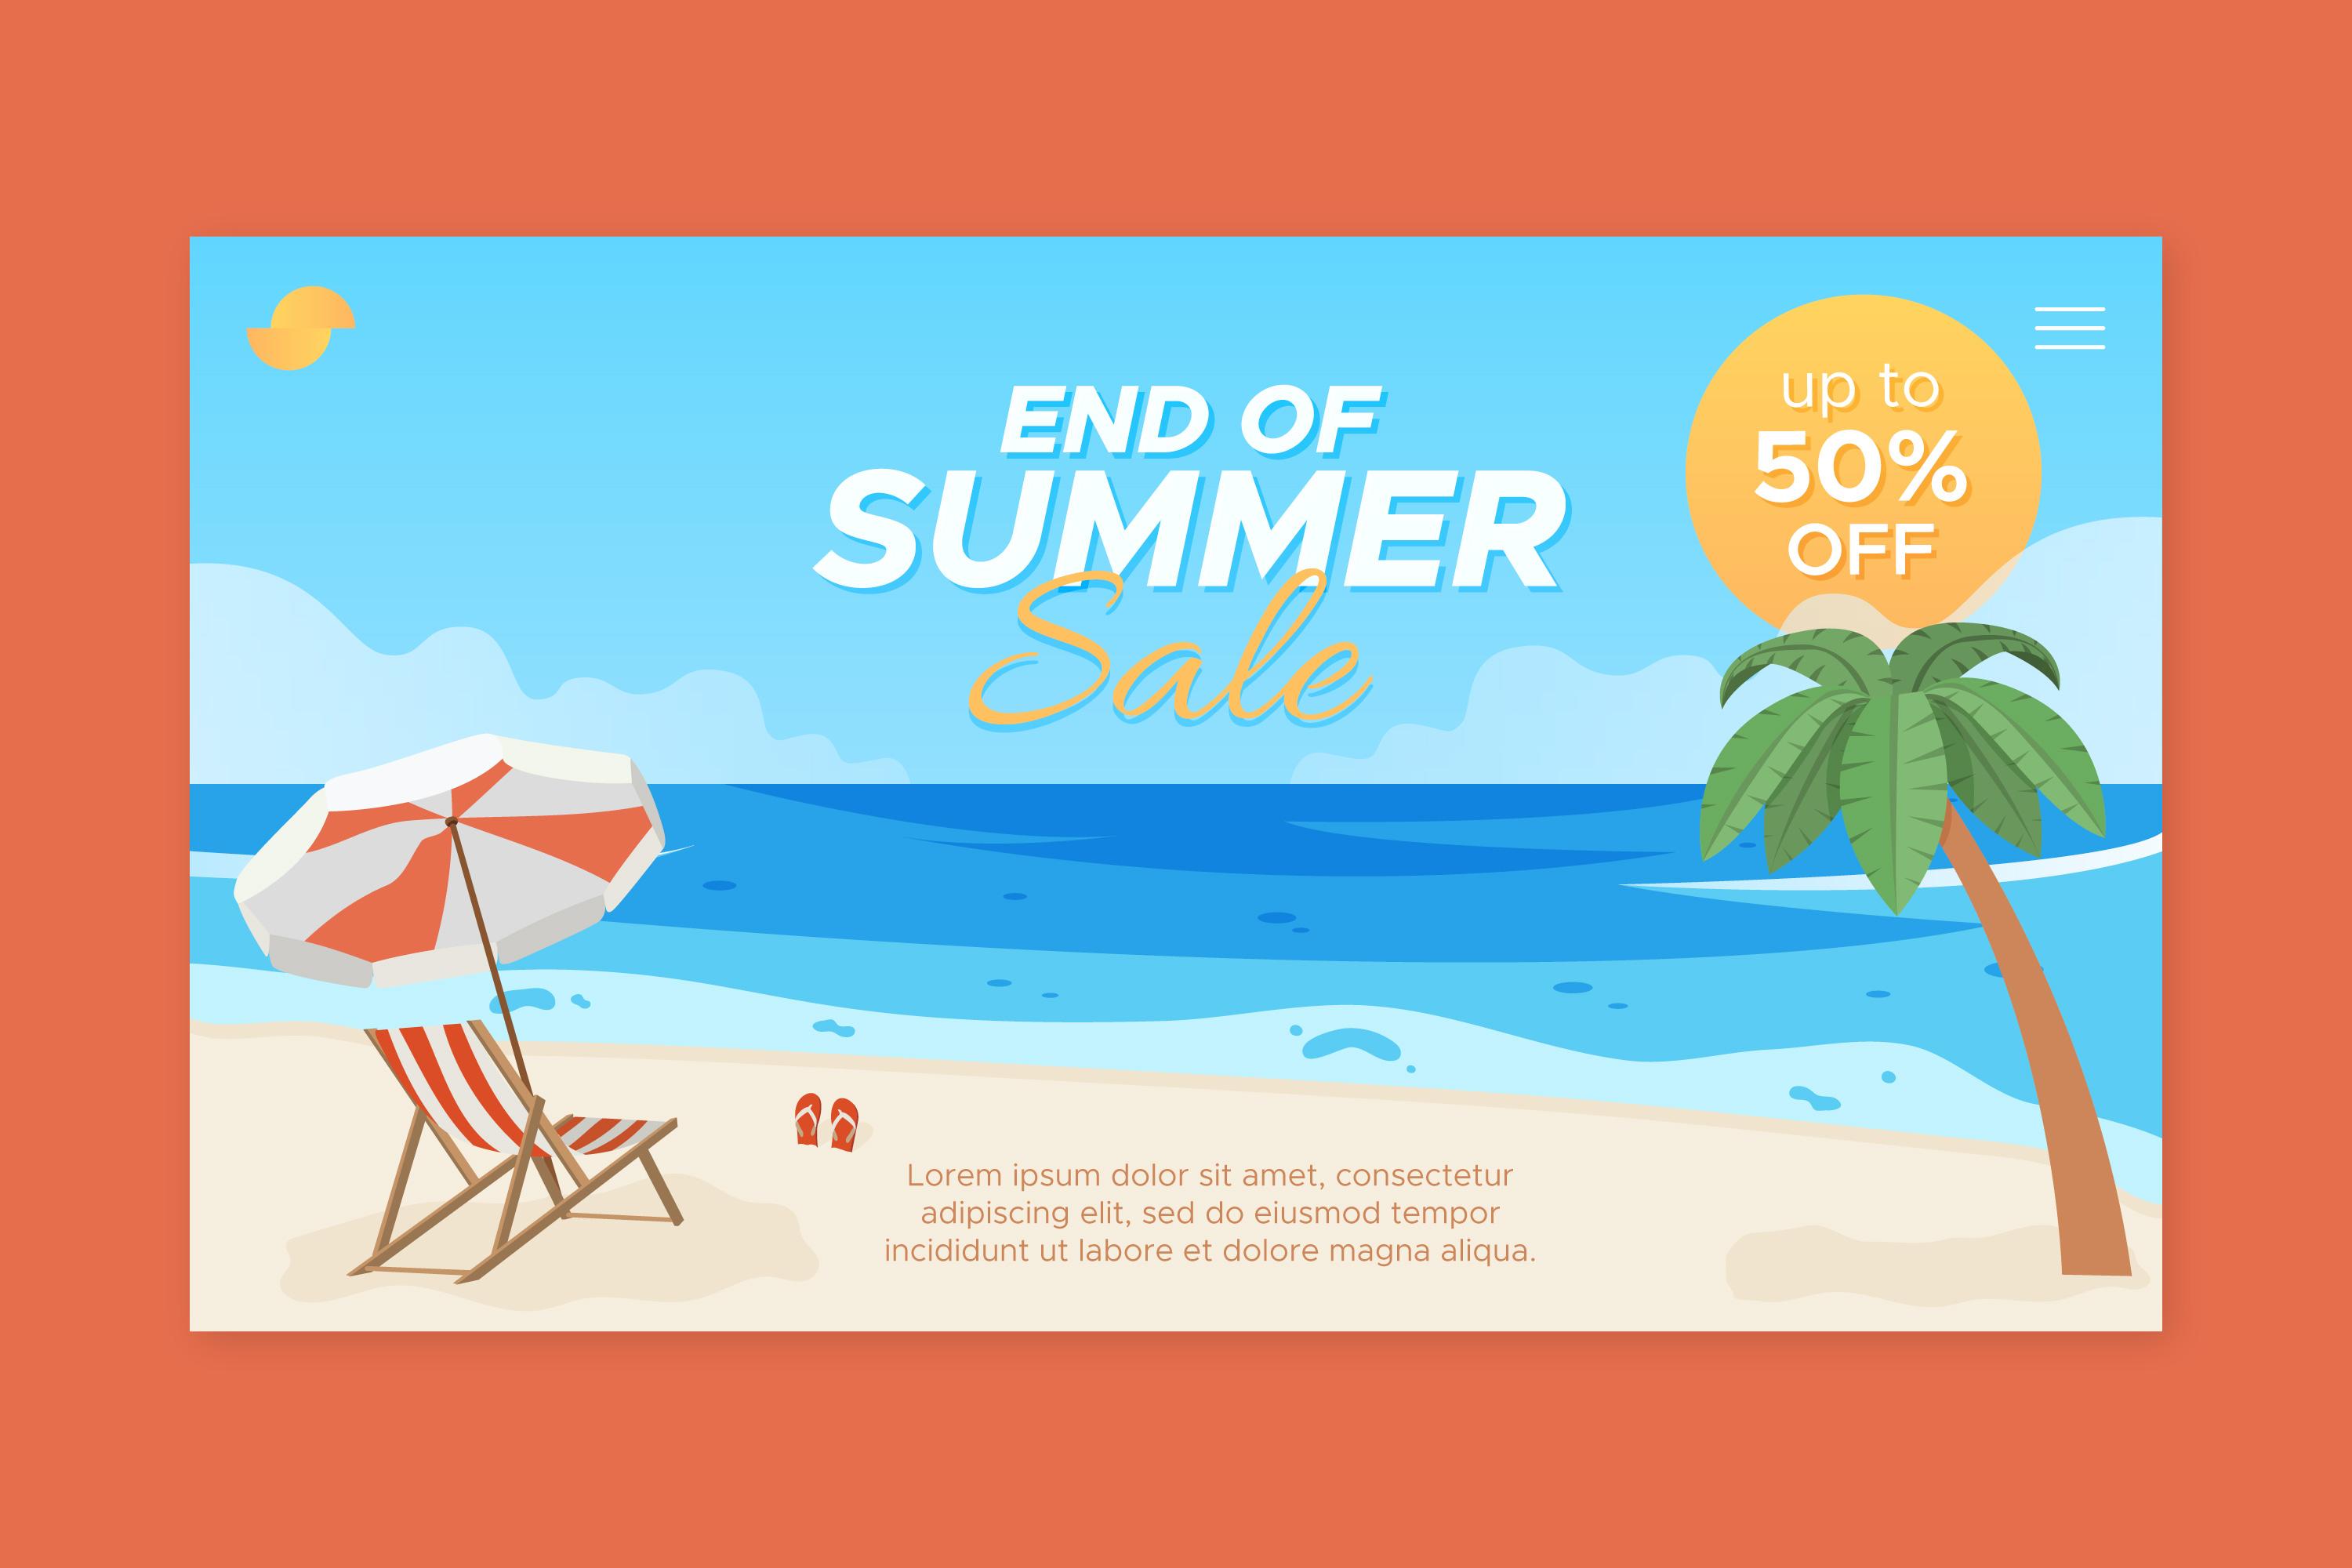 END OF
SUMMER
Sale
up to
50%
OFF
Lorem ipsum dolor sit amet, consectetur
adipiscing elit, sed do eiusmod tempor
incididunt ut labore et dolore magna aliqua.